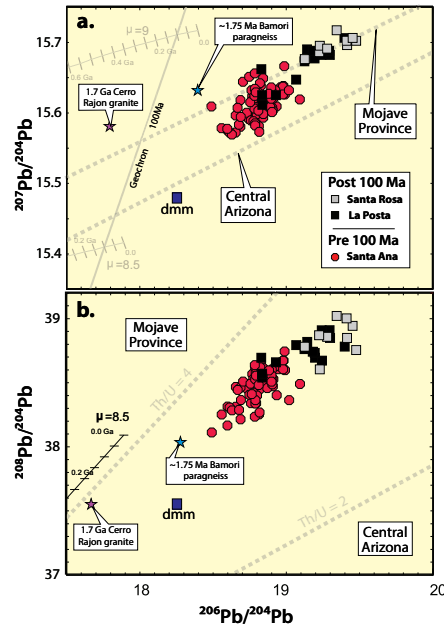 a.
15.7
15.6
15.5
15.4
207Pb/204Pb
μ=9
0.0
0.2 Ga
0.4 Ga
0.6 Ga
~1.75 Ma Bamori
paragneiss
1.7 Ga Cerro
Rajon granite
Geochron 100Ma
Mojave
Province
Central
Arizona
dmm
0.0
0.2 Ga
μ=8.5
Post 100 Ma
Santa Rosa
La Posta
Pre 100 Ma
Santa Ana
b.
39
38
37
208Pb/204Pb
Mojave
Province
Th/U = 4
μ=8.5
0.0 Ga
0.2 Ga
~1.75 Ma Bamori
paragneiss
1.7 Ga Cerro
Rajon granite
dmm
Th/U = 2
Central
Arizona
18
19
20
206Pb/204Pb